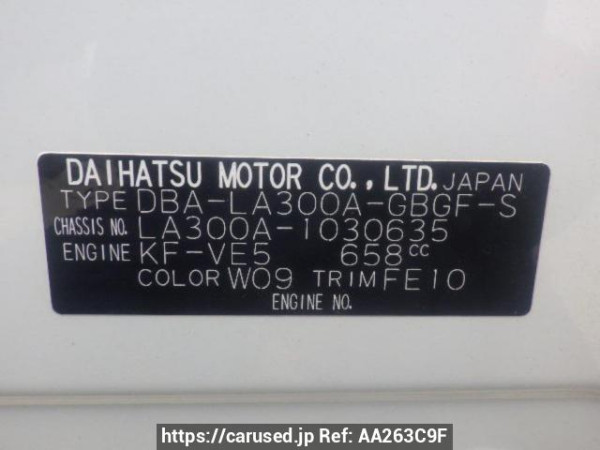 DAIHATSU MOTOR CO., LTD. JAPAN
TYPE DBA-LA300A-GBGF-S
CHASSIS NO. LA300A-1030635
ENGINE KF-VE5 658cc
COLOR W09 TRIM FE10
ENGINE NO.
https://carused.jp Ref: AA263C9F